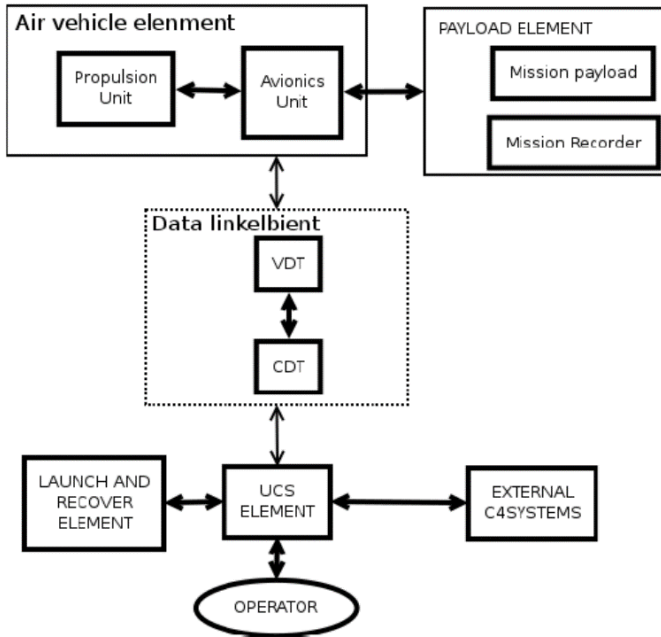 Air vehicle elenment
Propulsion
Unit
Avionics
Unit
PAYLOAD ELEMENT
Mission payload
Mission Recorder
Data linkelbient
VDT
CDT
LAUNCH AND
RECOVER
ELEMENT
UCS
ELEMENT
EXTERNAL
C4SYSTEMS
OPERATOR